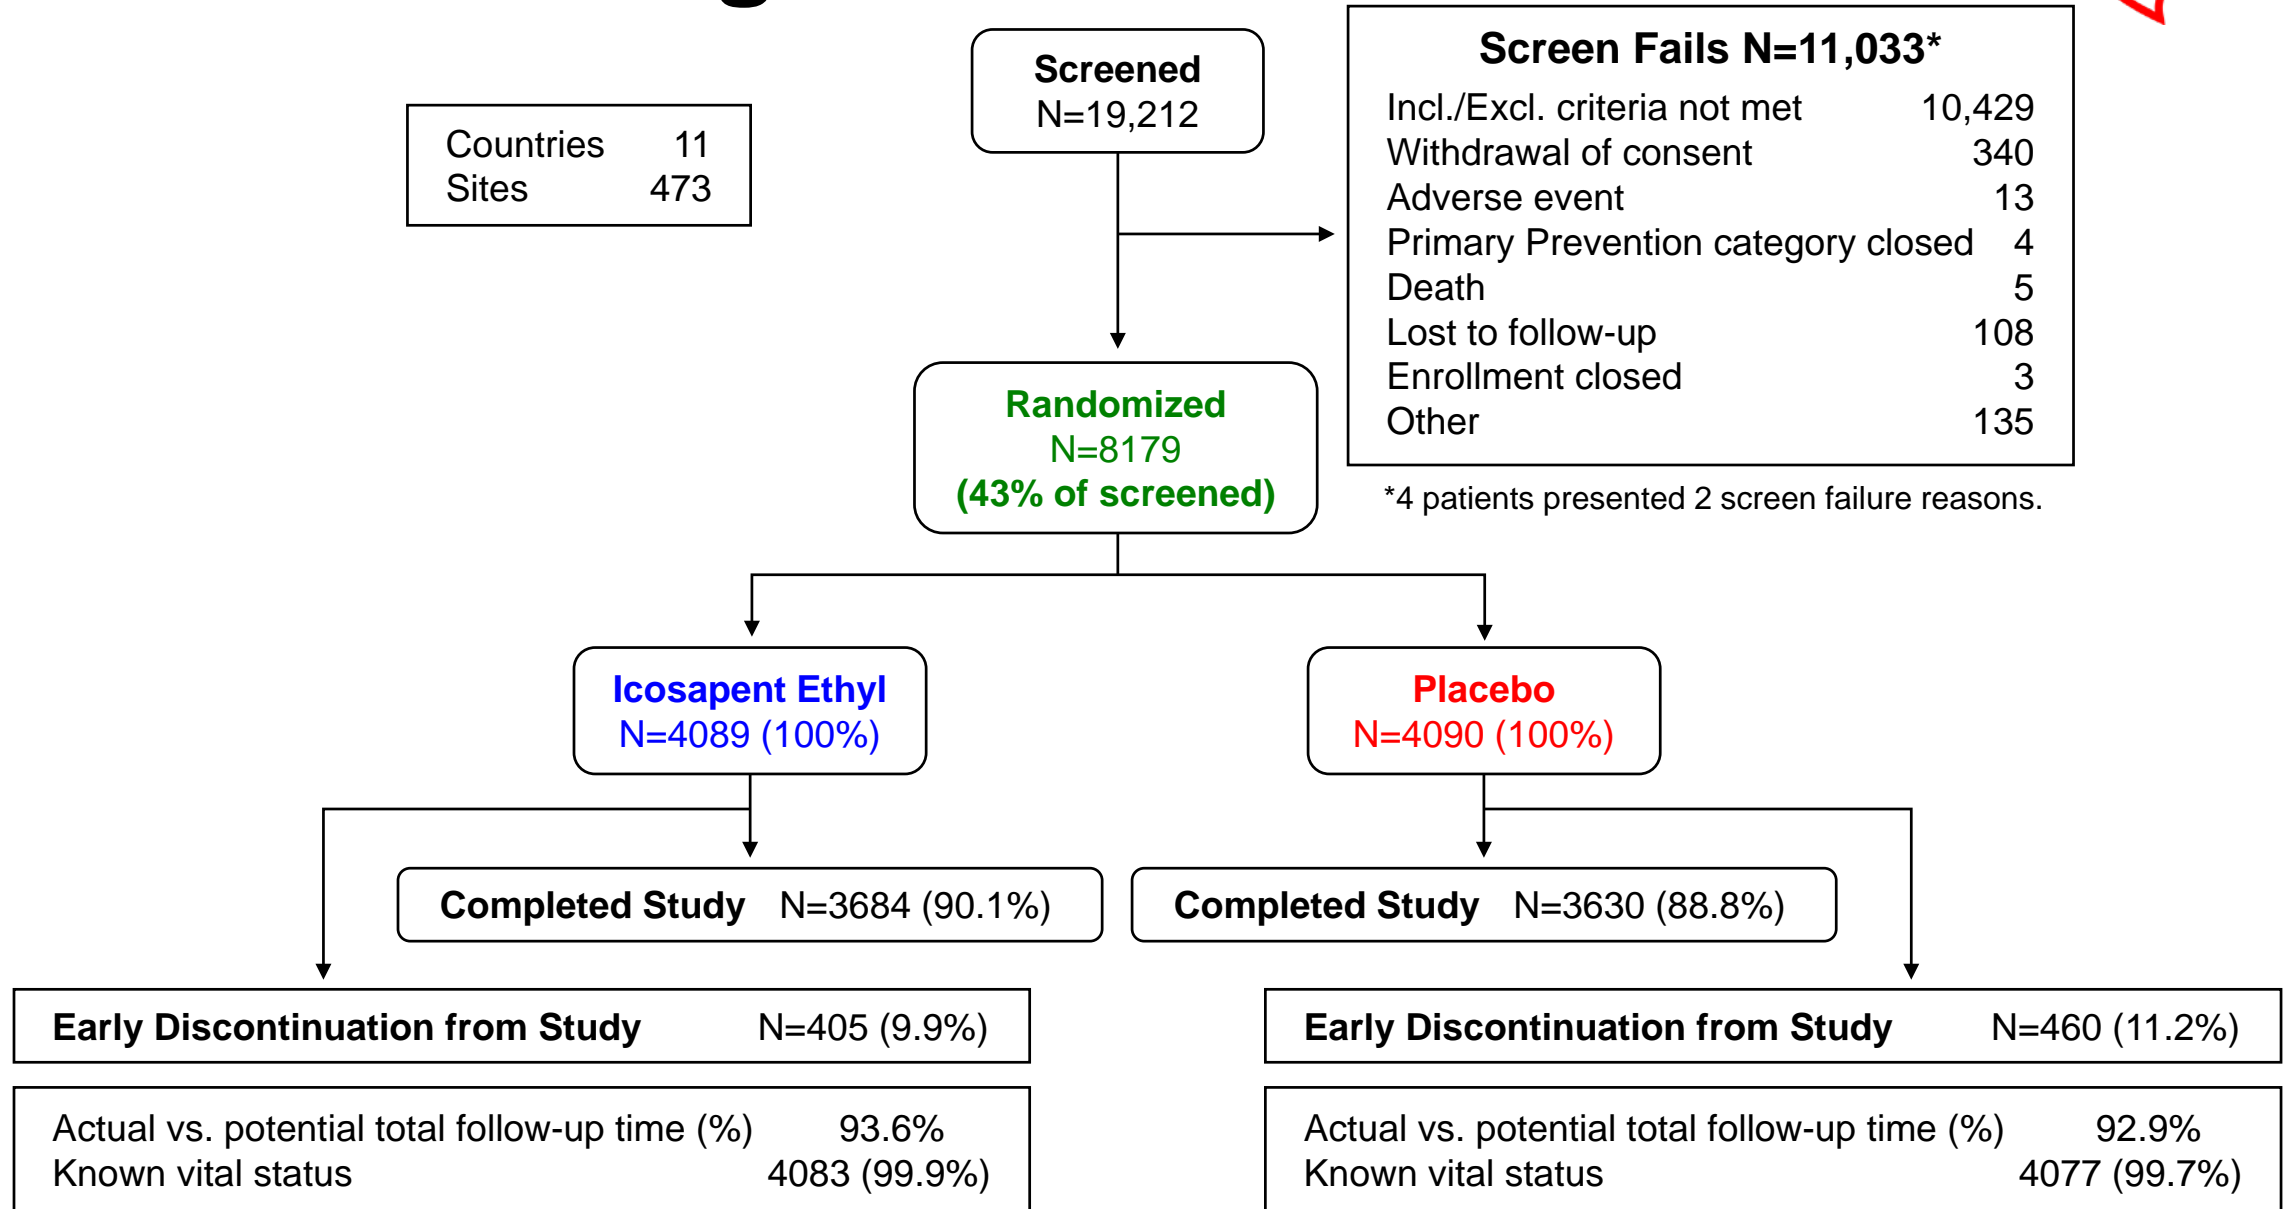 Screened
N=19,212
Countries 11
Sites 473
Screen Fails N=11,033*
Incl./Excl. criteria not met 10,429
Withdrawal of consent 340
Adverse event 13
Primary Prevention category closed 4
Death 5
Lost to follow-up 108
Enrollment closed 3
Other 135
*4 patients presented 2 screen failure reasons.
Randomized
N=8179
(43% of screened)
Icosapent Ethyl
N=4089 (100%)
Placebo
N=4090 (100%)
Completed Study N=3684 (90.1%)
Completed Study N=3630 (88.8%)
Early Discontinuation from Study N=405 (9.9%)
Early Discontinuation from Study N=460 (11.2%)
Actual vs. potential total follow-up time (%) 93.6%
Known vital status 4083 (99.9%)
Actual vs. potential total follow-up time (%) 92.9%
Known vital status 4077 (99.7%)